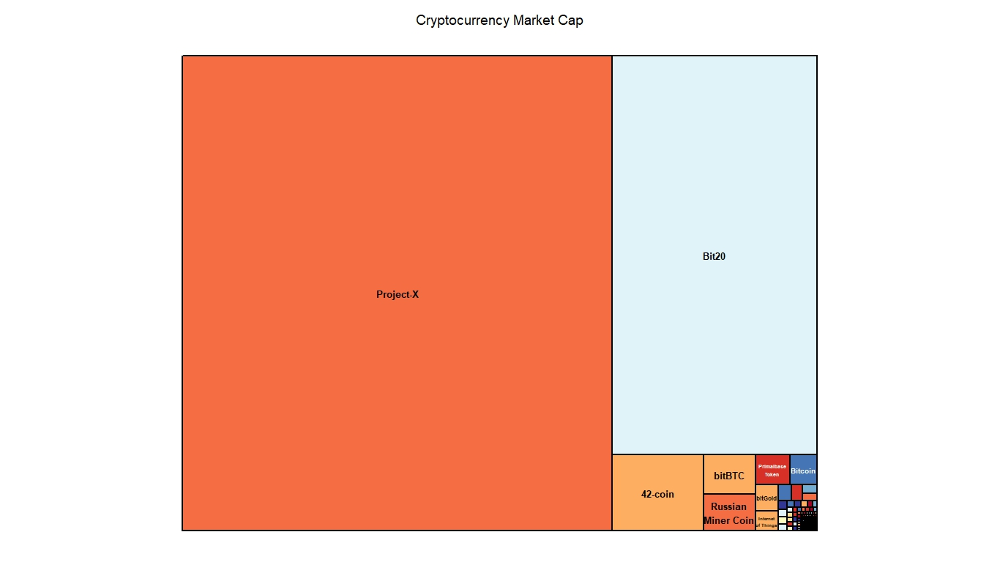 Cryptocurrency Market Cap
Project-X
Bit20
42-coin
bitBTC
Russian
Miner Coin
Primalbase
Token
Bitcoin
bitGold
Internet
of Things